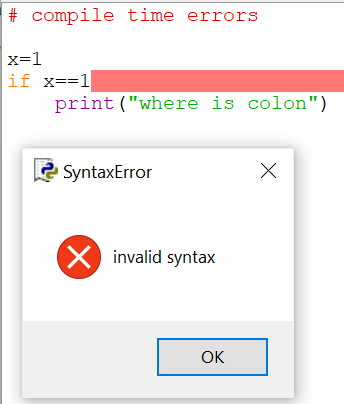 # compile time errors
x=1
if x==1
    print("where is colon")
SyntaxError
invalid syntax
OK